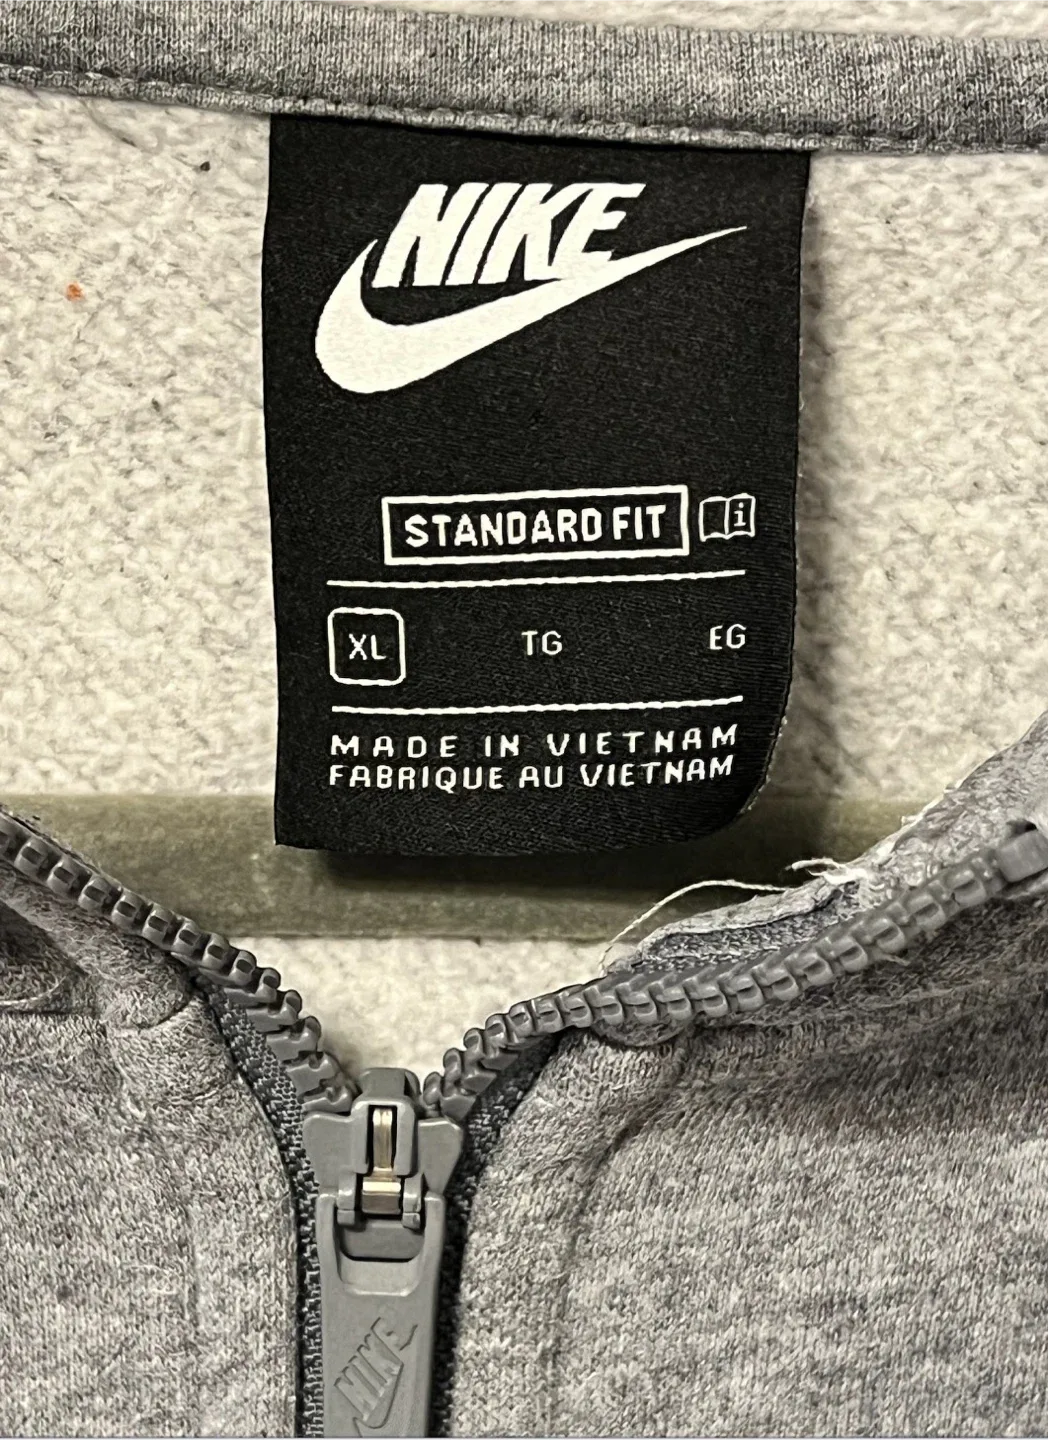 NIKE
STANDARD FIT i
XL TG EG
MADE IN VIETNAM
FABRIQUE AU VIETNAM
NIKE